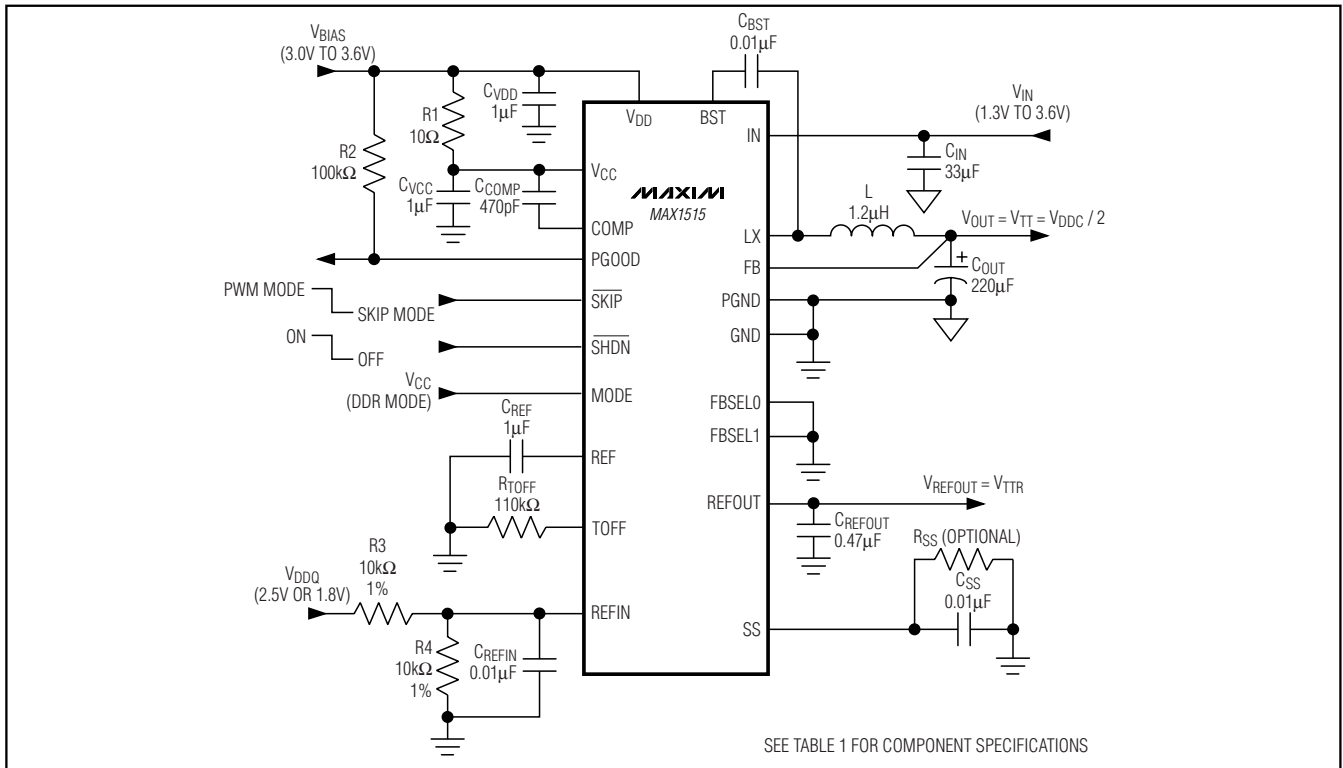 VBIAS
(3.0V TO 3.6V)
CBST
0.01µF
CVDD
1µF
R1
10Ω
R2
100kΩ
VDD
BST
IN
VIN
(1.3V TO 3.6V)
CIN
33µF
VCC
CVCC
1µF
CCOMP
470pF
COMP
MAXIM
MAX1515
L
1.2µH
VOUT = VTT = VDDC / 2
LX
FB
COUT
220µF
+
PGOOD
PGND
GND
PWM MODE
SKIP MODE
SKIP
ON
OFF
SHDN
VCC
(DDR MODE)
MODE
FBSEL0
FBSEL1
CREF
1µF
REF
RTOFF
110kΩ
TOFF
REFOUT
VREFOUT = VTTR
CREFOUT
0.47µF
RSS (OPTIONAL)
CSS
0.01µF
SS
VDDQ
(2.5V OR 1.8V)
R3
10kΩ
1%
REFIN
R4
10kΩ
1%
CREFIN
0.01µF
SEE TABLE 1 FOR COMPONENT SPECIFICATIONS